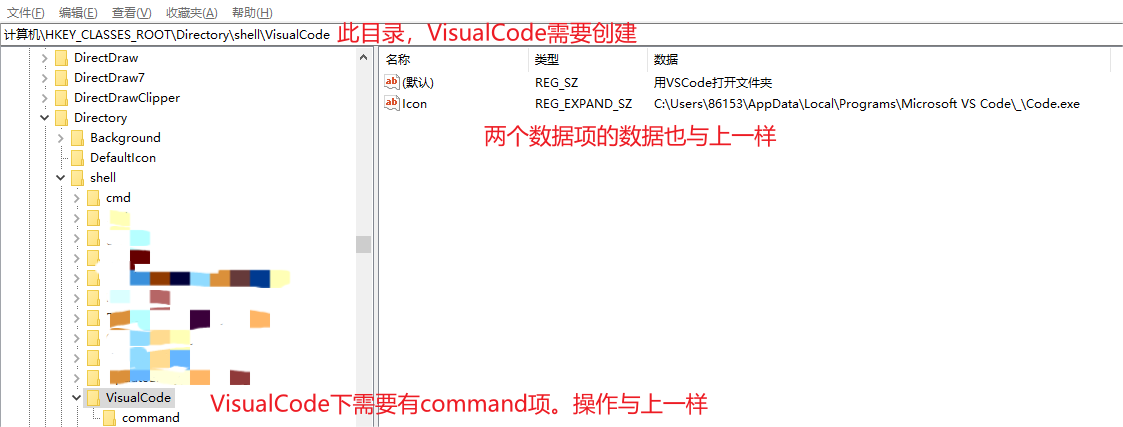 文件(F) 编辑(E) 查看(V) 收藏夹(A) 帮助(H)
计算机\HKEY_CLASSES_ROOT\Directory\shell\VisualCode 此目录，VisualCode需要创建
名称 类型 数据
DirectDraw
DirectDraw7
DirectDrawClipper
Directory
Background
DefaultIcon
shell
cmd
VisualCode
command
(默认) REG_SZ 用VSCode打开文件夹
Icon REG_EXPAND_SZ C:\Users\86153\AppData\Local\Programs\Microsoft VS Code\_\Code.exe
两个数据项的数据也与上一样
VisualCode下需要有command项。操作与上一样